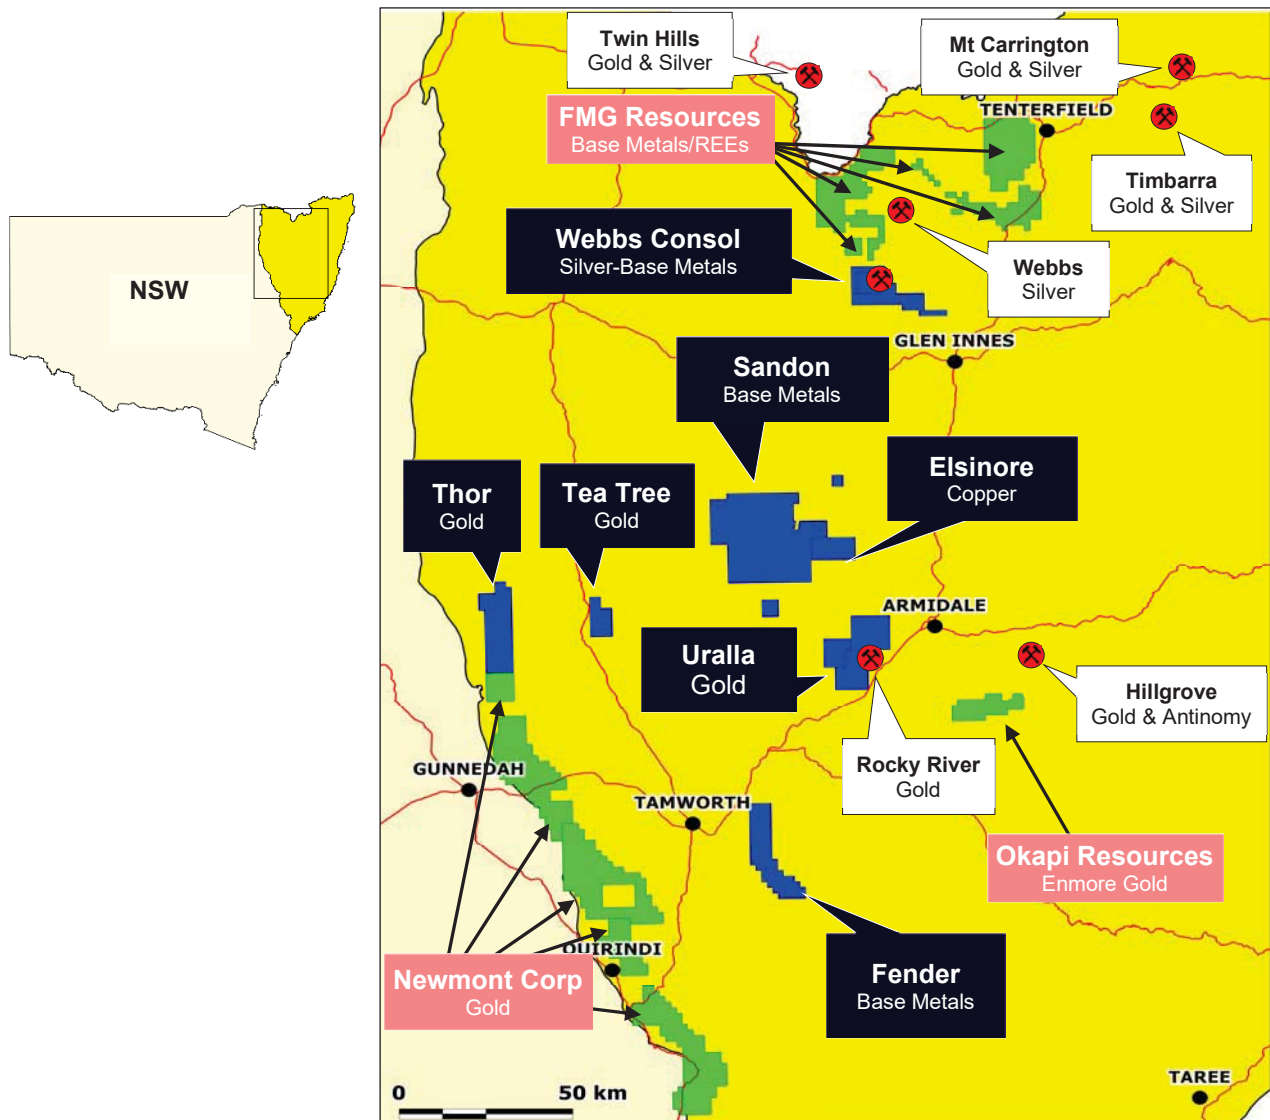 Twin Hills
Gold & Silver
Mt Carrington
Gold & Silver
FMG Resources
Base Metals/REEs
TENTERFIELD
Timbarra
Gold & Silver
Webbs Consol
Silver-Base Metals
Webbs
Silver
NSW
GLEN INNES
Sandon
Base Metals
Elsinore
Copper
Thor
Gold
Tea Tree
Gold
ARMIDALE
Uralla
Gold
Hillgrove
Gold & Antinomy
Rocky River
Gold
GUNNEDAH
TAMWORTH
Okapi Resources
Enmore Gold
QUIRINDI
Newmont Corp
Gold
Fender
Base Metals
TAREE
0 50 km